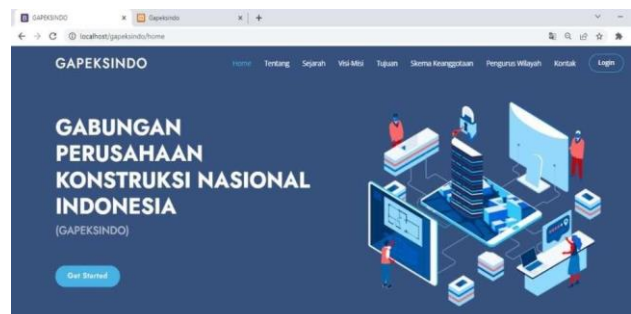 GAPEKSINDO
Gapeksindo
localhost/gapeksindo/home
GAPEKSINDO
Home Tentang Sejarah Visi-Misi Tujuan Skema Keanggotaan Pengurus Wilayah Kontak Login
GABUNGAN
PERUSAHAAN
KONSTRUKSI NASIONAL
INDONESIA
(GAPEKSINDO)
Get Started